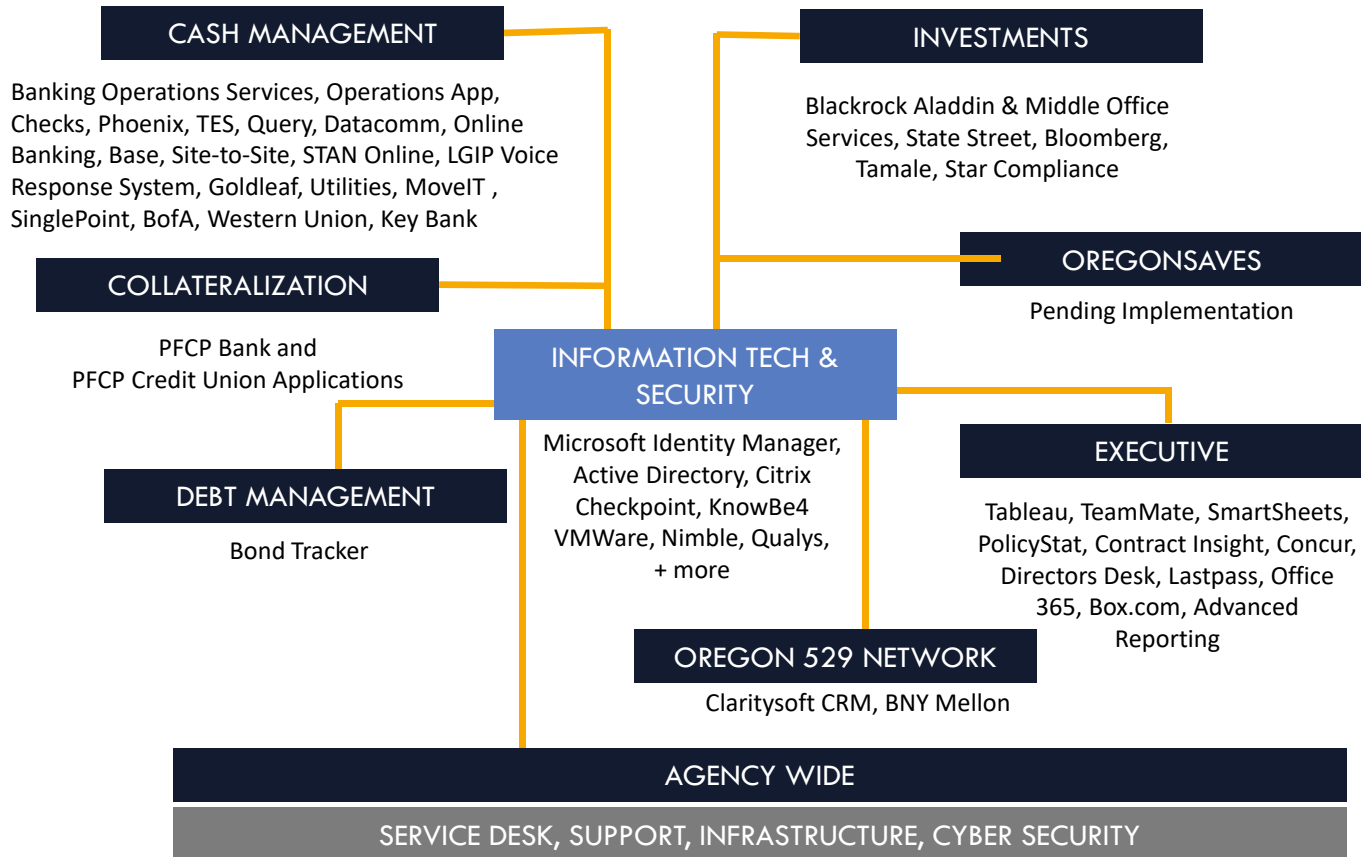 CASH MANAGEMENT
Banking Operations Services, Operations App,
Checks, Phoenix, TES, Query, Datacomm, Online
Banking, Base, Site-to-Site, STAN Online, LGIP Voice
Response System, Goldleaf, Utilities, MoveIT ,
SinglePoint, BofA, Western Union, Key Bank
INVESTMENTS
Blackrock Aladdin & Middle Office
Services, State Street, Bloomberg,
Tamale, Star Compliance
COLLATERALIZATION
PFCP Bank and
PFCP Credit Union Applications
OREGONSAVES
Pending Implementation
INFORMATION TECH &
SECURITY
Microsoft Identity Manager,
Active Directory, Citrix
Checkpoint, KnowBe4
VMWare, Nimble, Qualys,
+ more
DEBT MANAGEMENT
Bond Tracker
EXECUTIVE
Tableau, TeamMate, SmartSheets,
PolicyStat, Contract Insight, Concur,
Directors Desk, Lastpass, Office
365, Box.com, Advanced
Reporting
OREGON 529 NETWORK
Claritysoft CRM, BNY Mellon
AGENCY WIDE
SERVICE DESK, SUPPORT, INFRASTRUCTURE, CYBER SECURITY